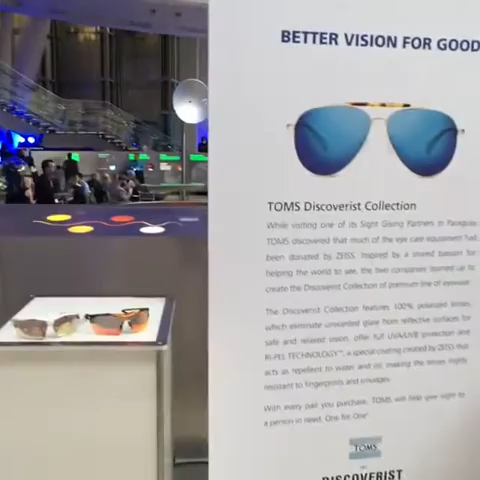 BETTER VISION FOR GOOD
TOMS Discoverist Collection
While visiting one of its Sight Giving Partners in Paraguay
TOMS discovered that much of the eye care equipment had
been donated by ZEISS. Inspired by a shared passion for
helping the world to see, the two companies teamed up to
create the Discoverist Collection of premium line of eyewear.
The Discoverist Collection features 100% polarized lenses,
which eliminate unwanted glare from reflective surfaces for
safe and relaxed vision, offer full UVA/UVB protection and
RI-PEL TECHNOLOGY™, a special coating created by ZEISS that
acts as repellent to water and oil, making the lenses highly
resistant to fingerprints and smudges.
With every pair you purchase, TOMS will help give sight to
a person in need. One for One®
TOMS
DISCOVERIST